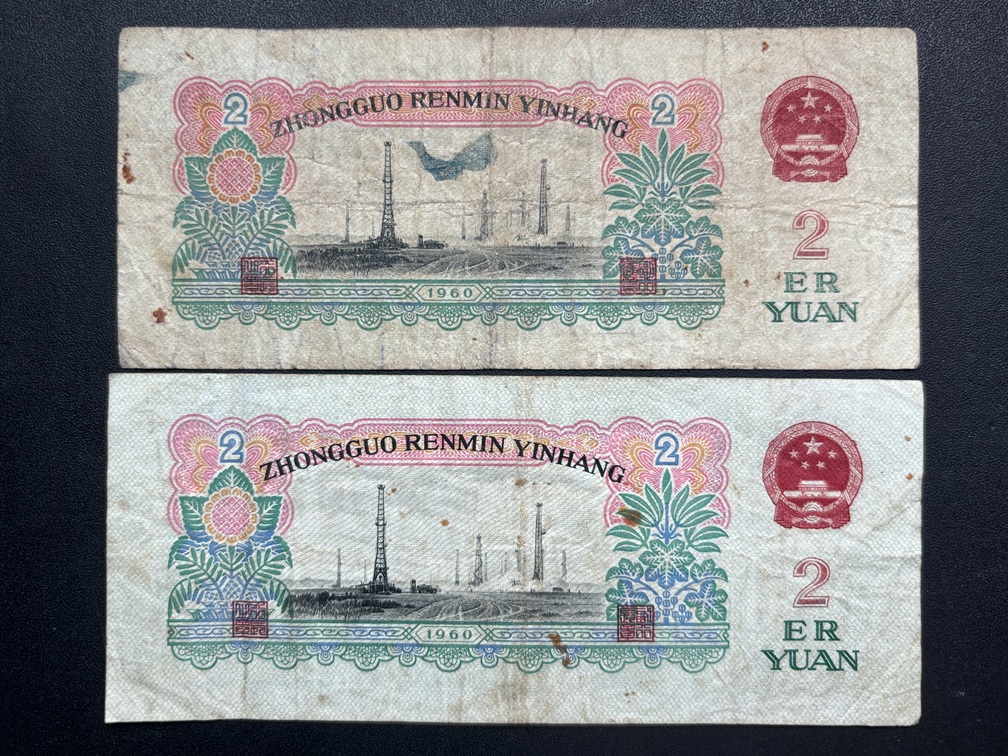 2 ZHONGGUO RENMIN YINHANG 2
2
ER
YUAN
1960
2 ZHONGGUO RENMIN YINHANG 2
2
ER
YUAN
1960